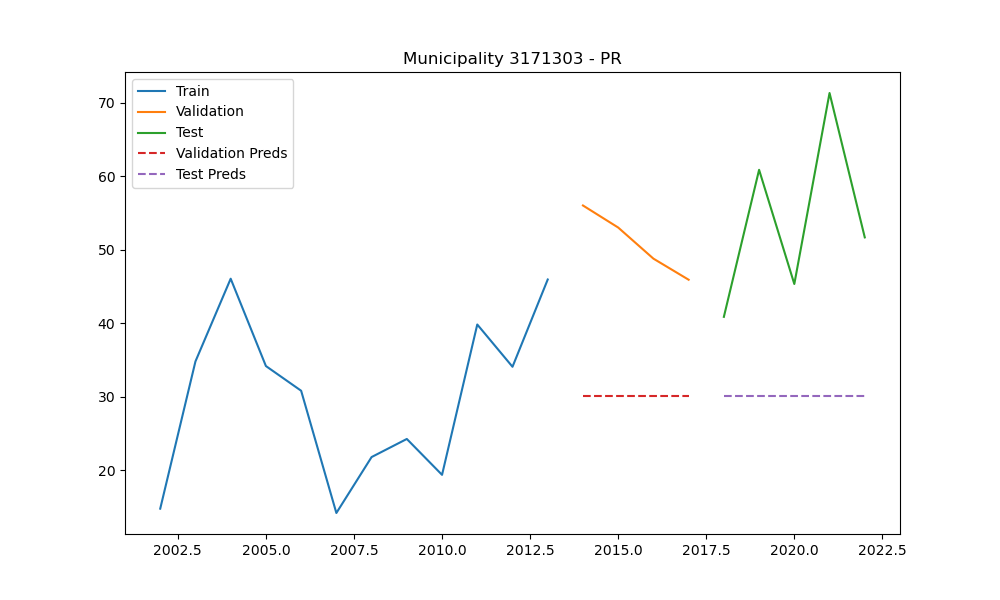 Municipality 3171303 - PR
Train
Validation
Test
Validation Preds
Test Preds
70
60
50
40
30
20
2002.5 2005.0 2007.5 2010.0 2012.5 2015.0 2017.5 2020.0 2022.5